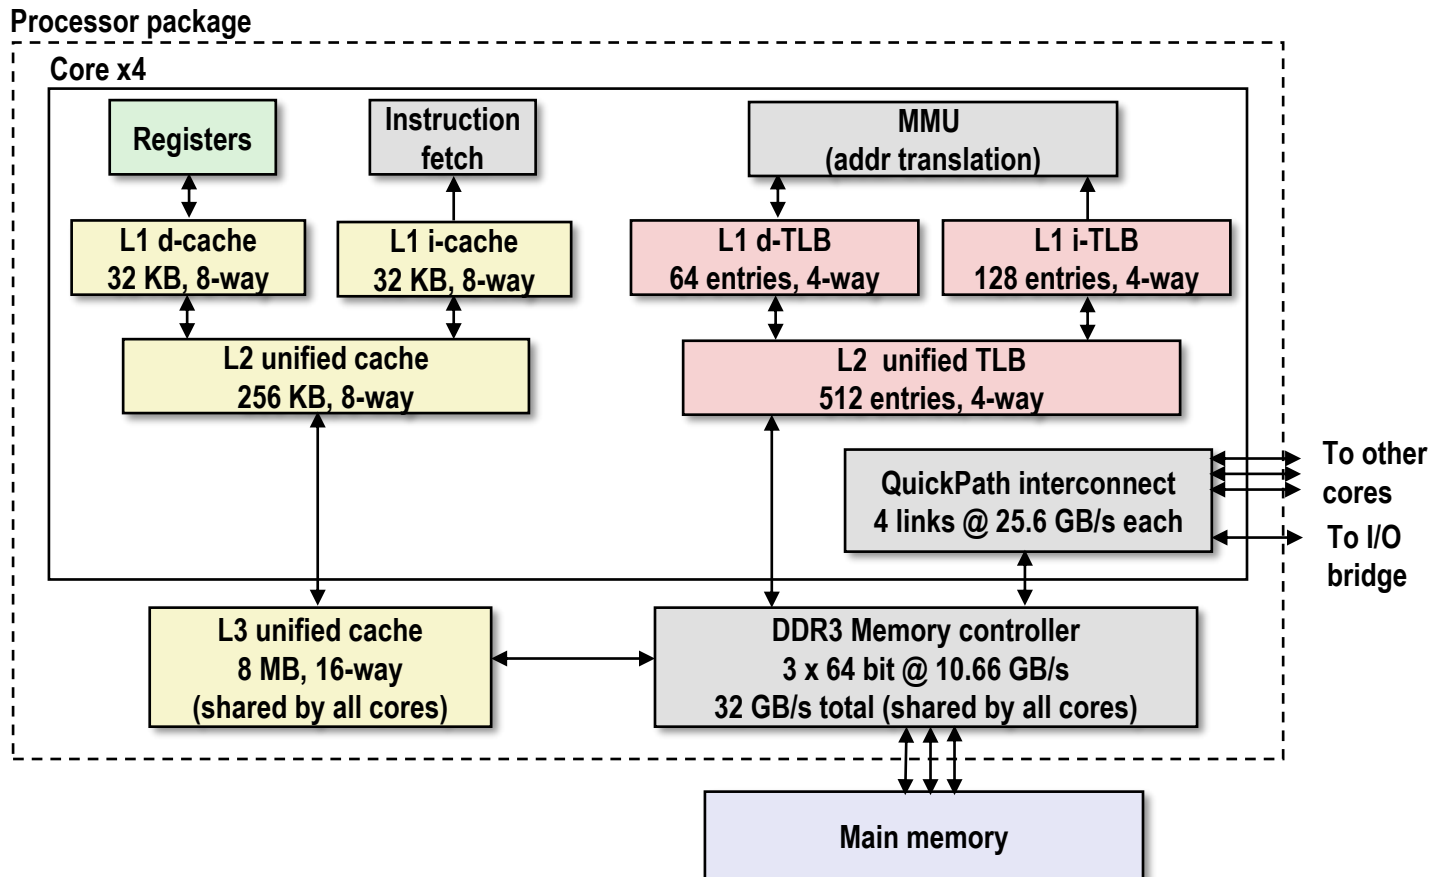 Processor package
Core x4
Registers
Instruction
fetch
MMU
(addr translation)
L1 d-cache
32 KB, 8-way
L1 i-cache
32 KB, 8-way
L1 d-TLB
64 entries, 4-way
L1 i-TLB
128 entries, 4-way
L2 unified cache
256 KB, 8-way
L2 unified TLB
512 entries, 4-way
QuickPath interconnect
4 links @ 25.6 GB/s each
To other
cores
To I/O
bridge
L3 unified cache
8 MB, 16-way
(shared by all cores)
DDR3 Memory controller
3 x 64 bit @ 10.66 GB/s
32 GB/s total (shared by all cores)
Main memory